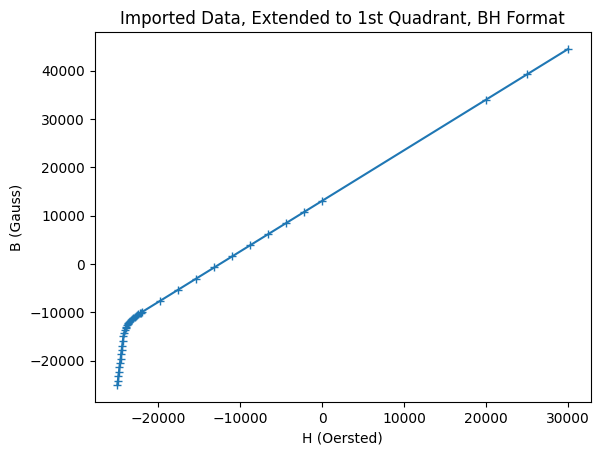 Imported Data, Extended to 1st Quadrant, BH Format
40000
30000
20000
10000
0
−10000
−20000
B (Gauss)
−20000 −10000 0 10000 20000 30000
H (Oersted)